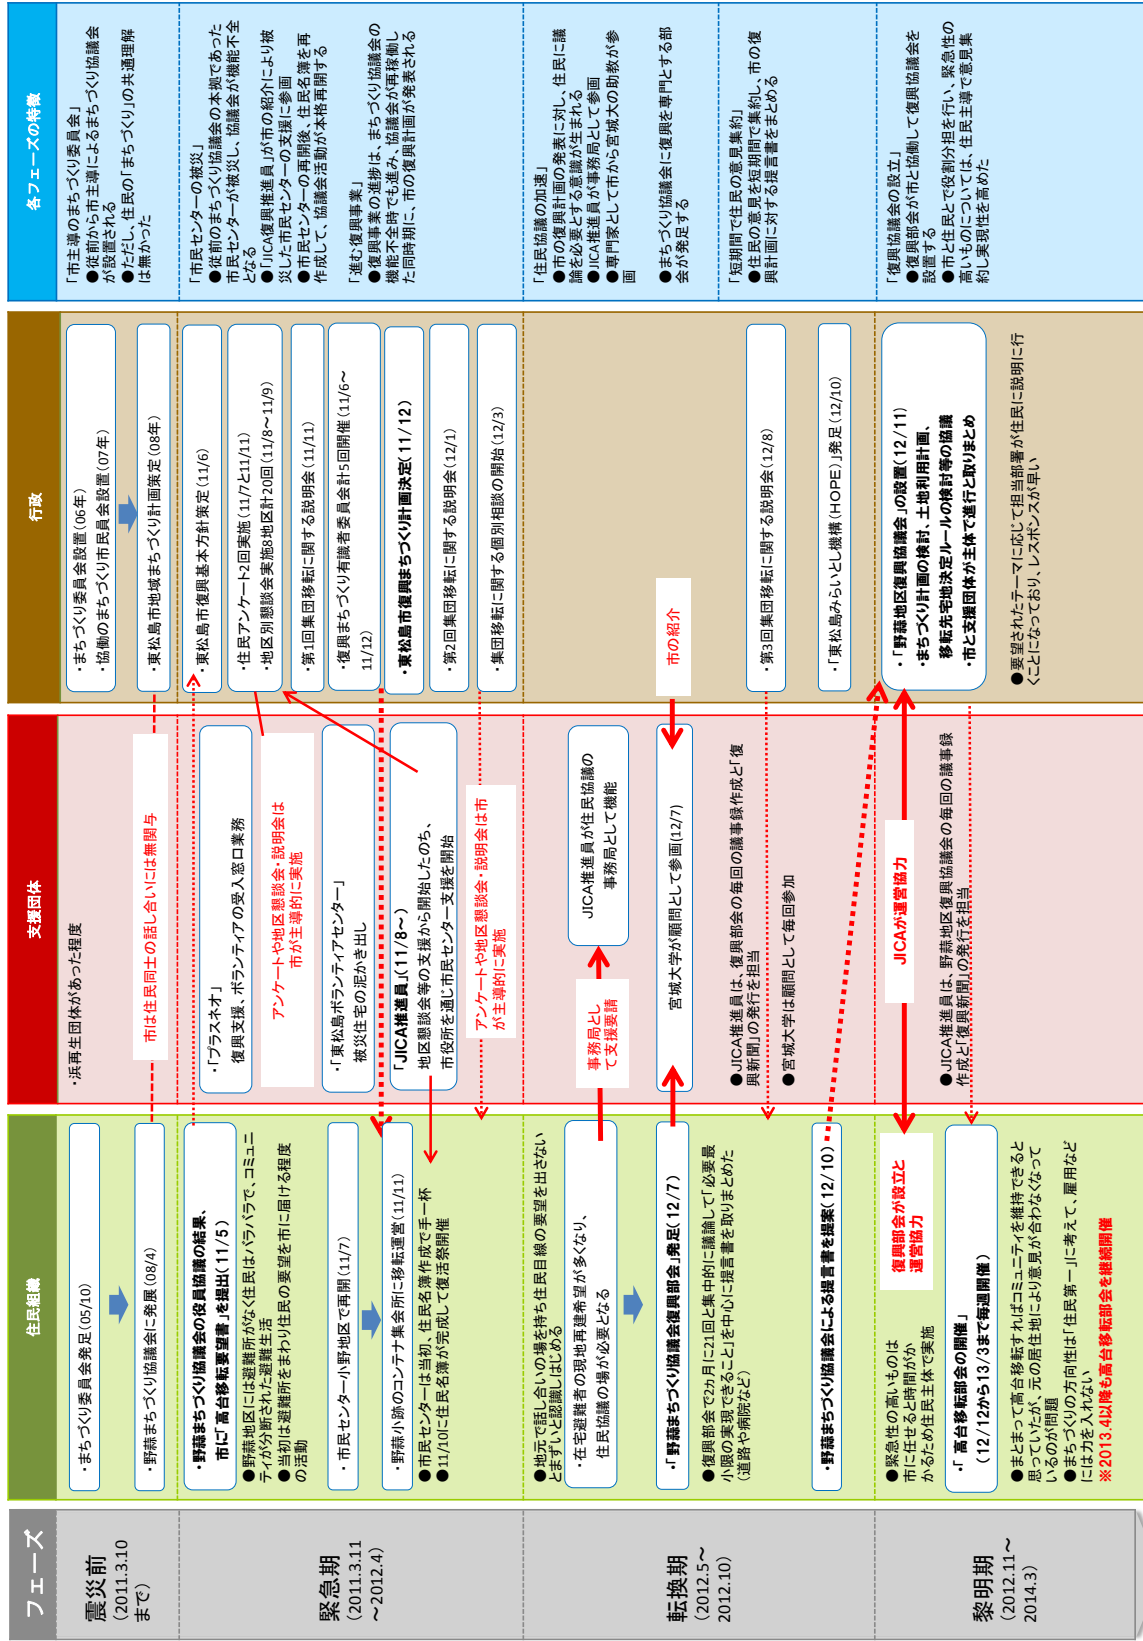 フェーズ
住民組織
支援団体
行政
各フェーズの特徴
震災前
(2011.3.10
まで)
・まちづくり委員会発足(05/10)
・野蒜まちづくり協議会に発展(08/4)
・浜再生団体があった程度
市は住民同士の話し合いには無関与
・まちづくり委員会設置(06年)
・協働のまちづくり市民員会設置(07年)
・東松島市地域まちづくり計画策定(08年)
「市主導のまちづくり委員会」
●従前から市主導によるまちづくり協議会
が設置される
●ただし、住民の「まちづくり」の共通理解
は無かった
緊急期
(2011.3.11
～2012.4)
・野蒜まちづくり協議会の役員協議の結果、
市に「高台移転要望書」を提出(11/5)
●野蒜地区には避難所がなく住民はバラバラで、コミュニ
ティが分断された避難生活
●当初は避難所をまわり住民の要望を市に届ける程度
の活動
・市民センター小野地区で再開(11/7)
・野蒜小跡のコンテナ集会所に移転運営(11/11)
●市民センターは当初、住民名簿作成で手一杯
●11/10に住民名簿が完成して復活祭開催
・「プラスネオ」
復興支援、ボランティアの受入窓口業務
アンケートや地区懇談会・説明会は
市が主導的に実施
・「東松島ボランティアセンター」
被災住宅の泥かき出し
「JICA推進員」(11/8～)
地区懇談会等の支援から開始したのち、
市役所を通じ市民センター支援を開始
アンケートや地区懇談会・説明会は市
が主導的に実施
・東松島市復興基本方針策定(11/6)
・住民アンケート2回実施(11/7と11/11)
・地区別懇談会実施8地区計20回(11/8～11/9)
・第1回集団移転に関する説明会(11/11)
・復興まちづくり有識者委員会計5回開催(11/6～
11/12)
・東松島市復興まちづくり計画決定(11/12)
・第2回集団移転に関する説明会(12/1)
・集団移転に関する個別相談の開始(12/3)
「市民センターの被災」
●従前のまちづくり協議会の本拠であった
市民センターが被災し、協議会が機能不全
となる
●「JICA復興推進員」が市の紹介により被
災した市民センターの支援に参画
●市民センターの再開後、住民名簿を再
作成して、協議会活動が本格再開する
「進む復興事業」
●復興事業の進捗は、まちづくり協議会の
機能不全時でも進み、協議会が再稼働し
た同時期に、市の復興計画が発表される
転換期
(2012.5～
2012.10)
●地元で話し合いの場を持ち住民目線の要望を出さない
とまずいと認識しはじめる
・在宅避難者の現地再建希望が多くなり、
住民協議の場が必要となる
・「野蒜まちづくり協議会復興部会」発足(12/7)
●復興部会で2カ月に21回と集中的に議論して「必要最
小限の実現できること」を中心に提言書を取りまとめた
(道路や病院など)
・野蒜まちづくり協議会による提言書を提案(12/10)
事務局とし
て支援要請
JICA推進員が住民協議の
事務局として機能
宮城大学が顧問として参画(12/7)
●JICA推進員は、復興部会の毎回の議事録作成と「復
興新聞」の発行を担当
●宮城大学は顧問として毎回参加
市の紹介
・第3回集団移転に関する説明会(12/8)
・「東松島みらいとし機構(HOPE)」発足(12/10)
「住民協議の加速」
●市の復興計画の発表に対し、住民に議
論を必要とする意識が生まれる
●JICA推進員が事務局として参画
●専門家として市から宮城大の助教が参
画
●まちづくり協議会に復興を専門とする部
会が発足する
「短期間で住民の意見集約」
●住民の意見を短期間で集約し、市の復
興計画に対する提言書をまとめる
黎明期
(2012.11～
2014.3)
●緊急性の高いものは
市に任せると時間がか
かるため住民主体で実施
復興部会が設立と
運営協力
・「高台移転部会の開催」
(12/12から13/3まで毎週開催)
●まとまって高台移転すればコミュニティを維持できると
思っていたが、元の居住地により意見が合わなくなって
いるのが問題
●まちづくりの方向性は「住民第一」に考えて、雇用など
には力を入れない
※2013.4以降も高台移転部会を継続開催
JICAが運営協力
●JICA推進員は、野蒜地区復興協議会の毎回の議事録
作成と「復興新聞」の発行を担当
・「野蒜地区復興協議会」の設置(12/11)
・まちづくり計画の検討、土地利用計画、
移転先宅地決定ルールの検討等の協議
・市と支援団体が主体で進行と取りまとめ
●要望されたテーマに応じて担当部署が住民に説明に行
くことになっており、レスポンスが早い
「復興協議会の設立」
●復興部会が市と協働して復興協議会を
設置する
●市と住民とで役割分担を行い、緊急性の
高いものについては、住民主導で意見集
約し実現性を高めた